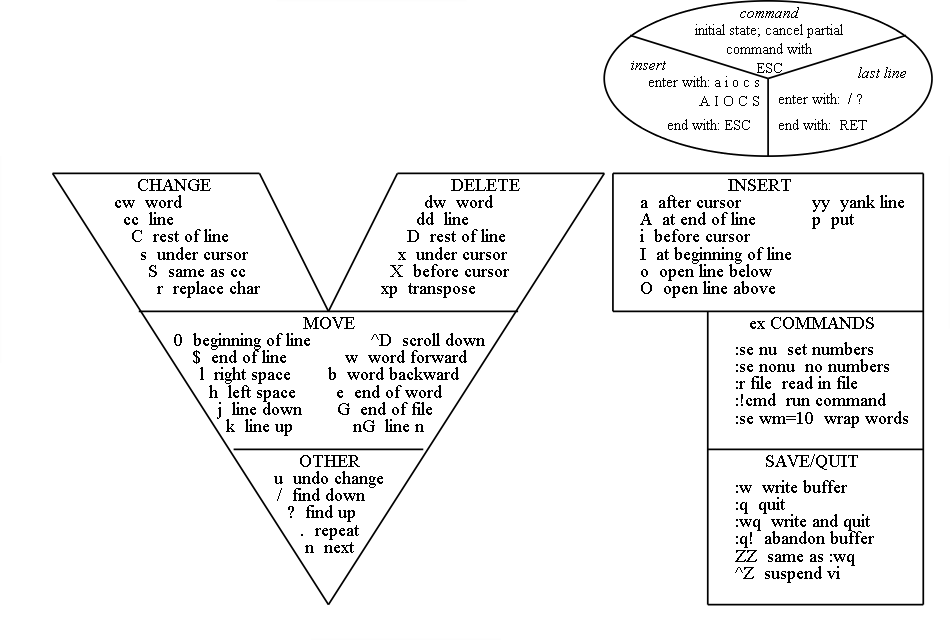 command
initial state; cancel partial
command with
ESC
insert
enter with: a i o c s
A I O C S
end with: ESC
last line
enter with: / ?
end with: RET
CHANGE
cw word
cc line
C rest of line
s under cursor
S same as cc
r replace char
DELETE
dw word
dd line
D rest of line
x under cursor
X before cursor
xp transpose
INSERT
a after cursor
A at end of line
i before cursor
I at beginning of line
o open line below
O open line above
yy yank line
p put
MOVE
0 beginning of line
$ end of line
l right space
h left space
j line down
k line up
^D scroll down
w word forward
b word backward
e end of word
G end of file
nG line n
ex COMMANDS
:se nu set numbers
:se nonu no numbers
:r file read in file
:!cmd run command
:se wm=10 wrap words
OTHER
u undo change
/ find down
? find up
. repeat
n next
SAVE/QUIT
:w write buffer
:q quit
:wq write and quit
:q! abandon buffer
ZZ same as :wq
^Z suspend vi